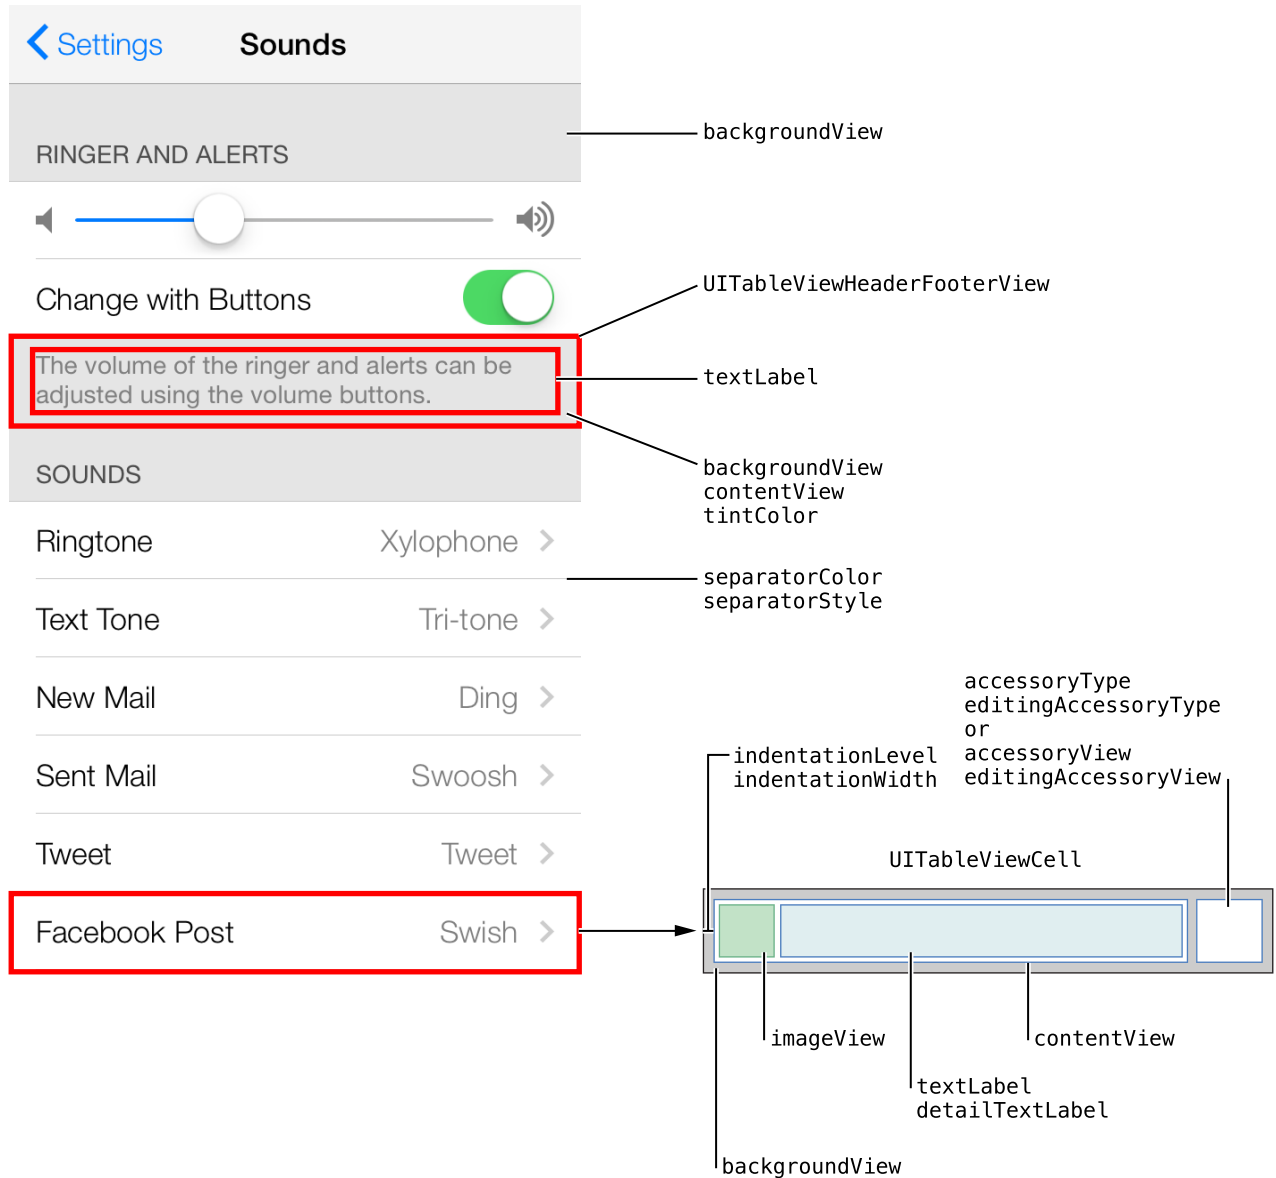 Settings Sounds
backgroundView
RINGER AND ALERTS
UITableViewHeaderFooterView
Change with Buttons
The volume of the ringer and alerts can be
adjusted using the volume buttons.
textLabel
backgroundView
contentView
tintColor
SOUNDS
Ringtone Xylophone
separatorColor
separatorStyle
Text Tone Tri-tone
New Mail Ding
Sent Mail Swoosh
Tweet Tweet
Facebook Post Swish
accessoryType
editingAccessoryType
or
accessoryView
editingAccessoryView
indentationLevel
indentationWidth
UITableViewCell
imageView
contentView
textLabel
detailTextLabel
backgroundView